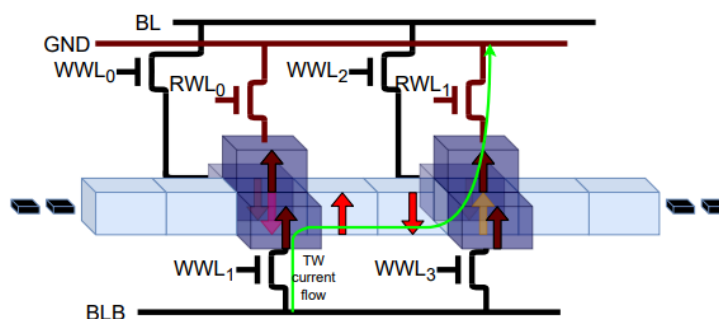 BL
GND
WWL0
RWL0
WWL2
RWL1
WWL1
TW
current
flow
WWL3
BLB